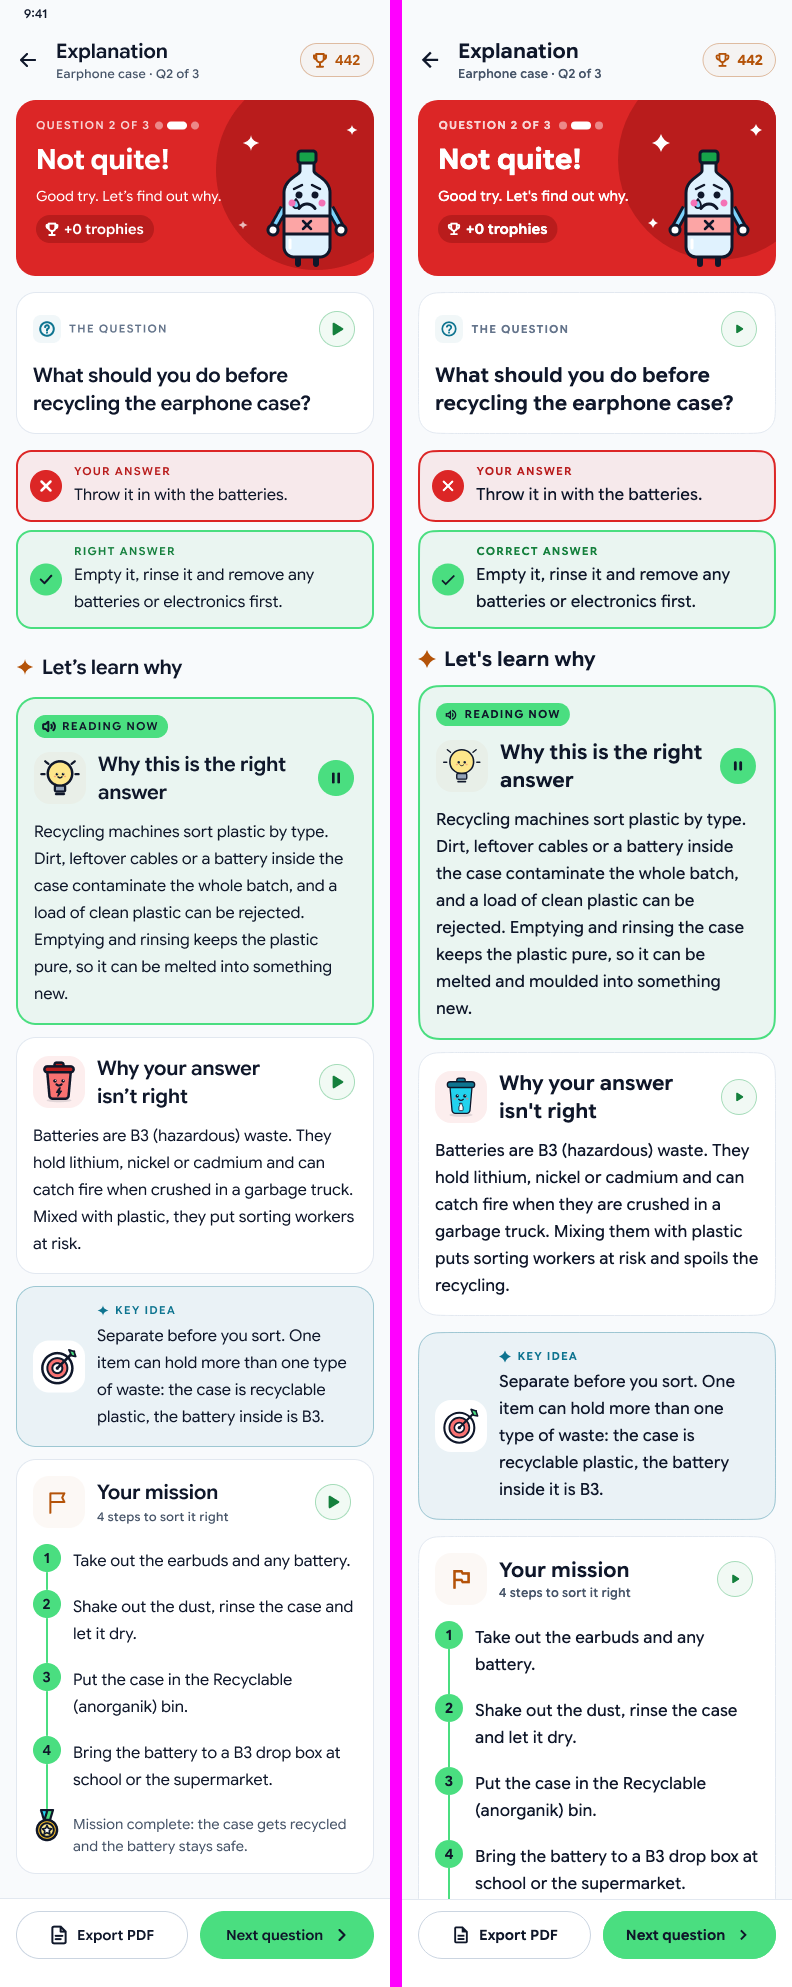 9:41
Explanation
Earphone case · Q2 of 3
442
QUESTION 2 OF 3
Not quite!
Good try. Let’s find out why.
+0 trophies
THE QUESTION
What should you do before
recycling the earphone case?
YOUR ANSWER
Throw it in with the batteries.
RIGHT ANSWER
Empty it, rinse it and remove any
batteries or electronics first.
Let’s learn why
READING NOW
Why this is the right
answer
Recycling machines sort plastic by type.
Dirt, leftover cables or a battery inside the
case contaminate the whole batch, and a
load of clean plastic can be rejected.
Emptying and rinsing keeps the plastic
pure, so it can be melted into something
new.
Why your answer
isn’t right
Batteries are B3 (hazardous) waste. They
hold lithium, nickel or cadmium and can
catch fire when crushed in a garbage truck.
Mixed with plastic, they put sorting workers
at risk.
KEY IDEA
Separate before you sort. One
item can hold more than one type
of waste: the case is recyclable
plastic, the battery inside is B3.
Your mission
4 steps to sort it right
1 Take out the earbuds and any battery.
2 Shake out the dust, rinse the case and
let it dry.
3 Put the case in the Recyclable
(anorganik) bin.
4 Bring the battery to a B3 drop box at
school or the supermarket.
Mission complete: the case gets recycled
and the battery stays safe.
Export PDF
Next question
Explanation
Earphone case · Q2 of 3
442
QUESTION 2 OF 3
Not quite!
Good try. Let's find out why.
+0 trophies
THE QUESTION
What should you do before
recycling the earphone case?
YOUR ANSWER
Throw it in with the batteries.
CORRECT ANSWER
Empty it, rinse it and remove any
batteries or electronics first.
Let's learn why
READING NOW
Why this is the right
answer
Recycling machines sort plastic by type.
Dirt, leftover cables or a battery inside
the case contaminate the whole batch,
and a load of clean plastic can be
rejected. Emptying and rinsing the case
keeps the plastic pure, so it can be
melted and moulded into something
new.
Why your answer
isn't right
Batteries are B3 (hazardous) waste. They
hold lithium, nickel or cadmium and can
catch fire when they are crushed in a
garbage truck. Mixing them with plastic
puts sorting workers at risk and spoils the
recycling.
KEY IDEA
Separate before you sort. One
item can hold more than one
type of waste: the case is
recyclable plastic, the battery
inside it is B3.
Your mission
4 steps to sort it right
1 Take out the earbuds and any
battery.
2 Shake out the dust, rinse the case
and let it dry.
3 Put the case in the Recyclable
(anorganik) bin.
4 Bring the battery to a B3 drop box at
school or the supermarket.
Export PDF
Next question